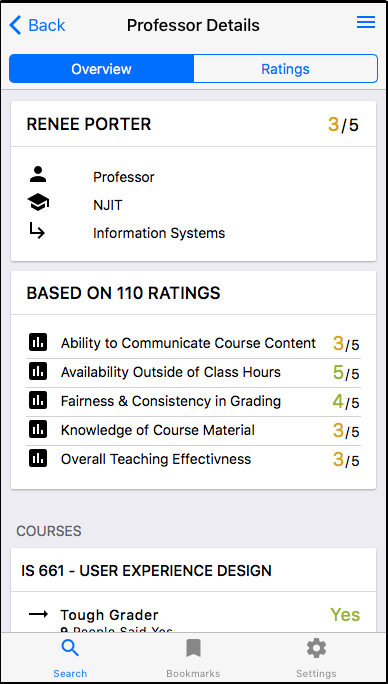 Back Professor Details
Overview Ratings
RENEE PORTER 3/5
Professor
NJIT
Information Systems
BASED ON 110 RATINGS
Ability to Communicate Course Content 3/5
Availability Outside of Class Hours 5/5
Fairness & Consistency in Grading 4/5
Knowledge of Course Material 3/5
Overall Teaching Effectivness 3/5
COURSES
IS 661 - USER EXPERIENCE DESIGN
Tough Grader Yes
9 People Said Yes
Search Bookmarks Settings